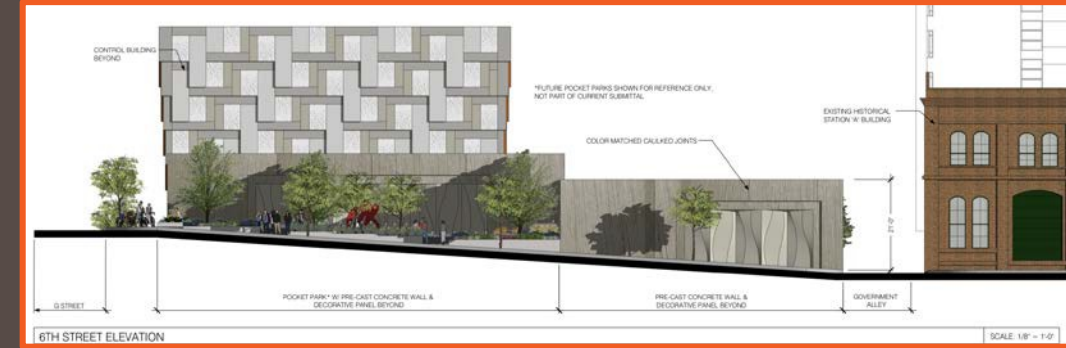 CONTROL BUILDING
BEYOND
*FUTURE POCKET PARKS SHOWN FOR REFERENCE ONLY,
NOT PART OF CURRENT SUBMITTAL
EXISTING HISTORICAL
STATION 'A' BUILDING
COLOR-MATCHED CAULKED JOINTS
21'-0"
G STREET
POCKET PARK* W/ PRE-CAST CONCRETE WALL &
DECORATIVE PANEL BEYOND
PRE-CAST CONCRETE WALL &
DECORATIVE PANEL BEYOND
GOVERNMENT
ALLEY
6TH STREET ELEVATION
SCALE: 1/8" = 1'-0"